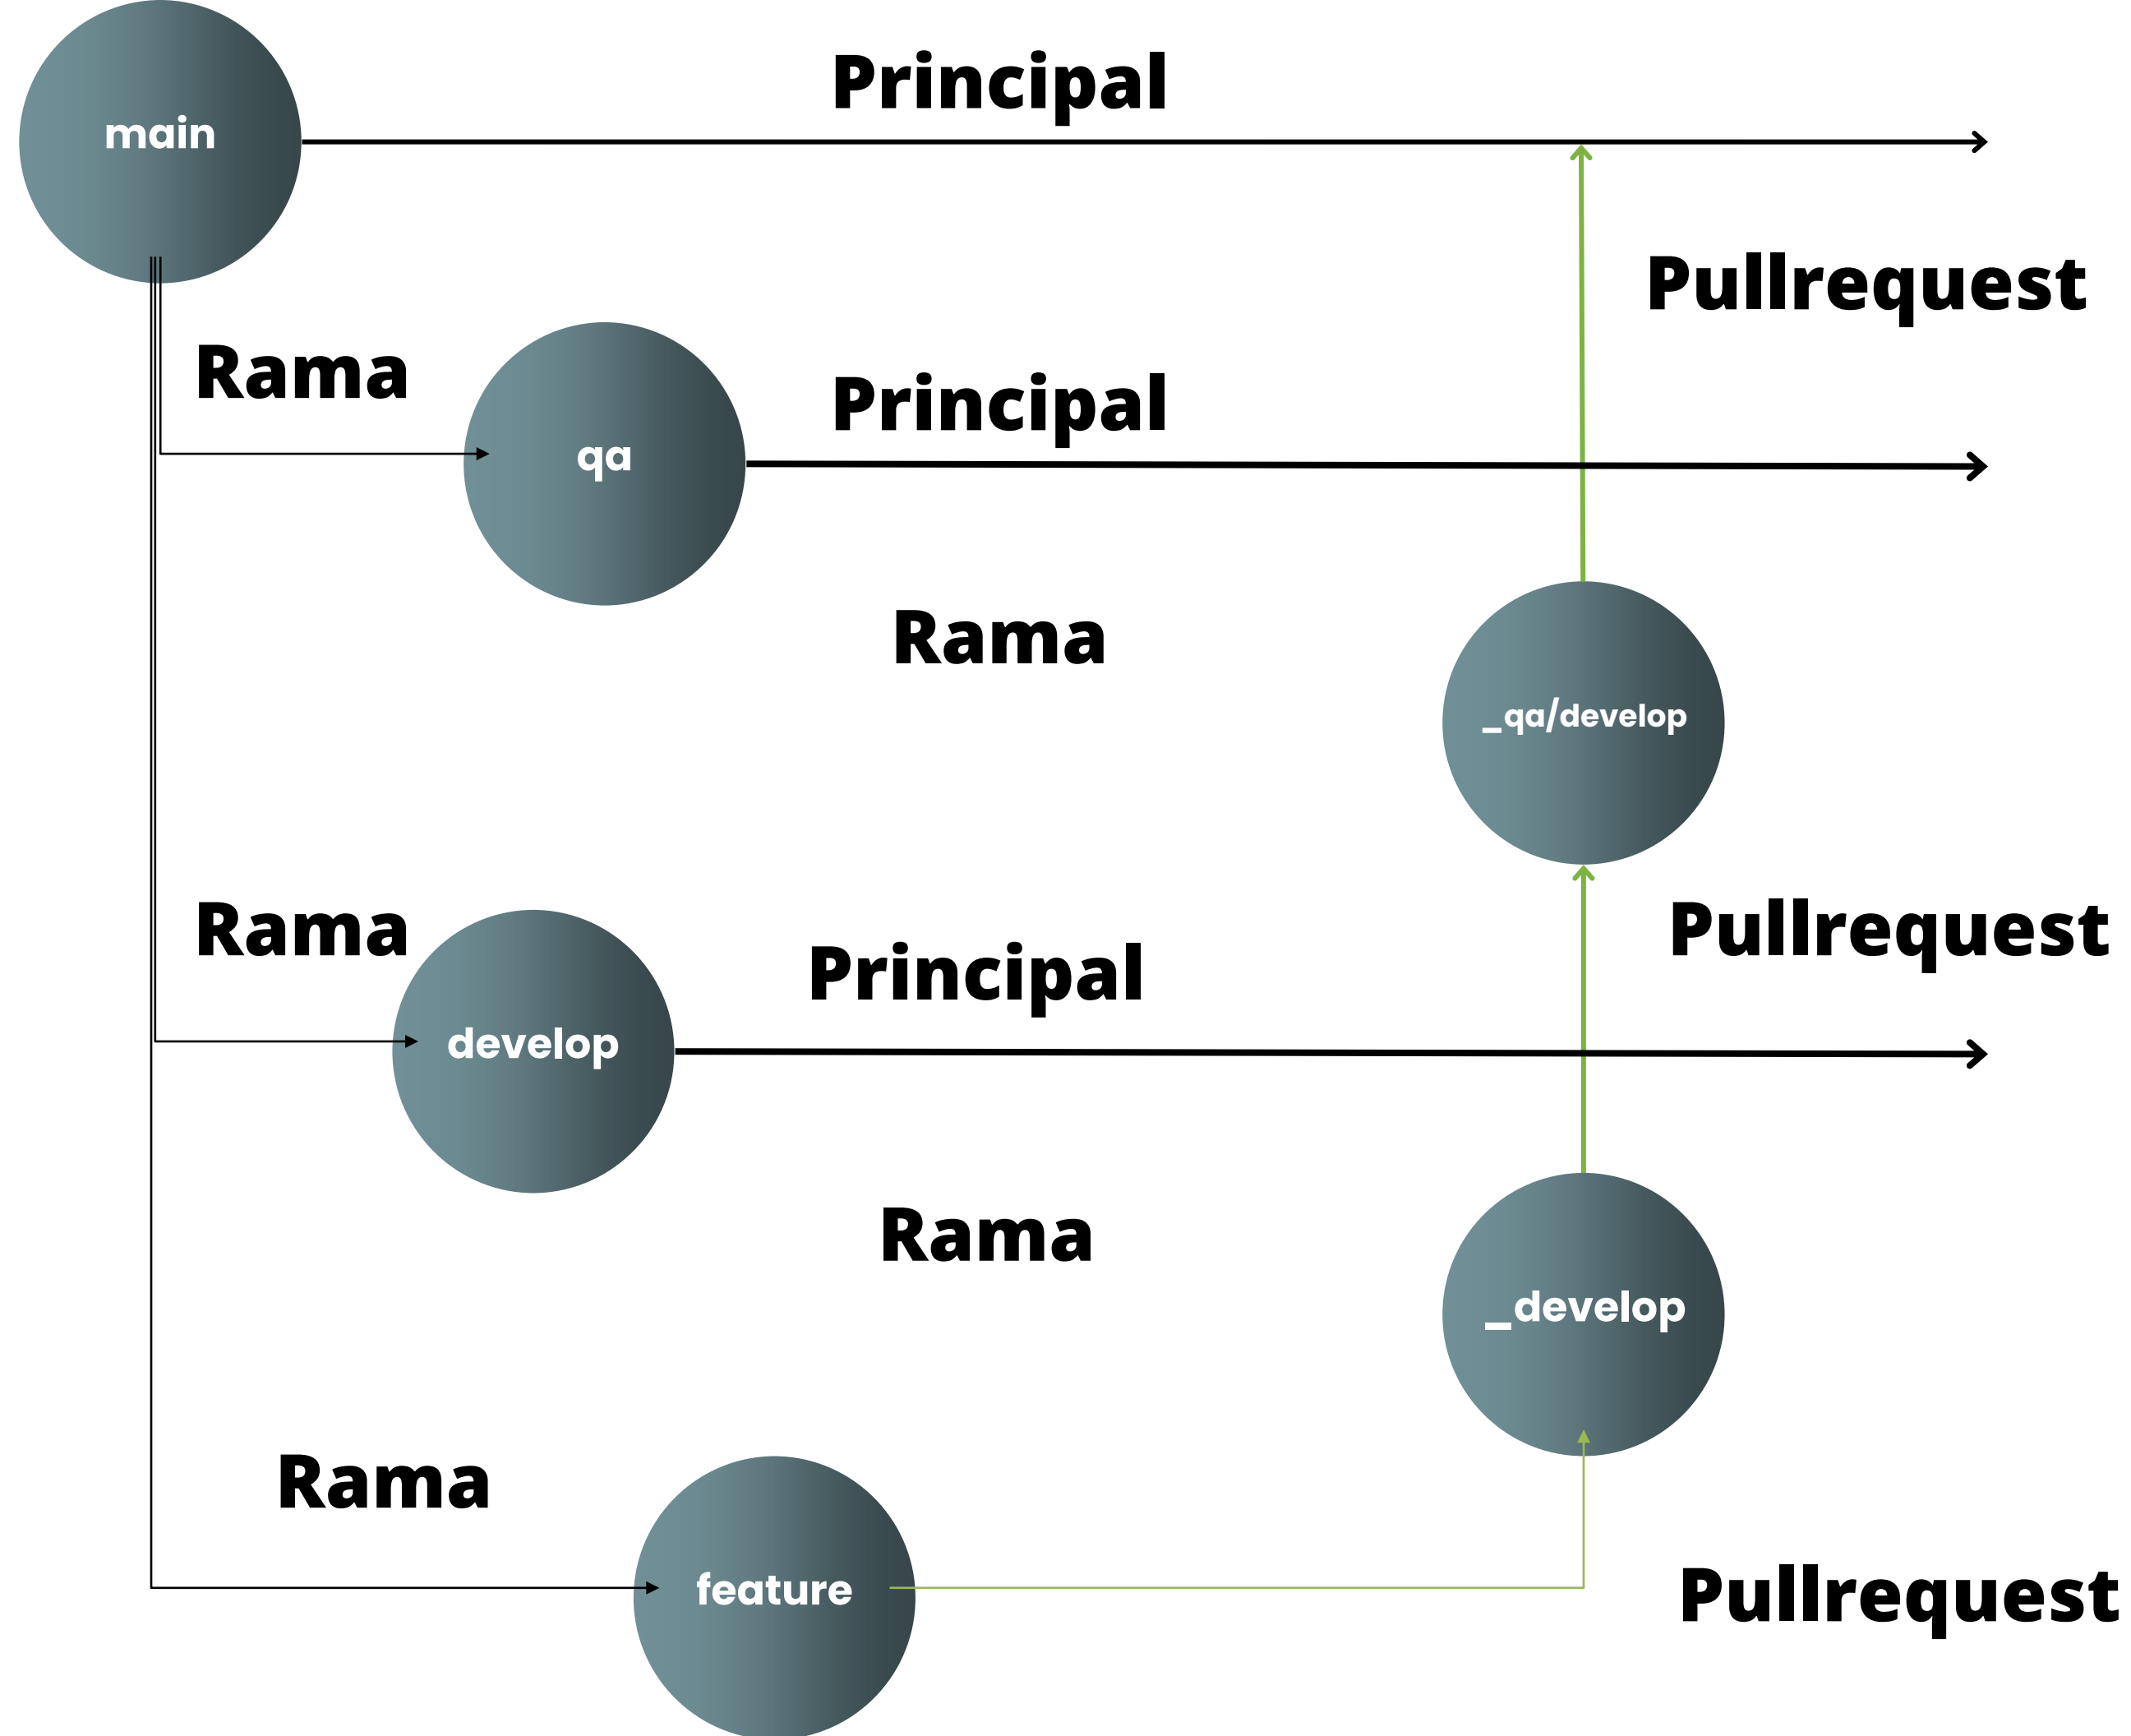 Principal
main
Pullrequest
Rama
Principal
qa
Rama
_qa/develop
Rama
Pullrequest
Principal
develop
Rama
_develop
Rama
feature
Pullrequest